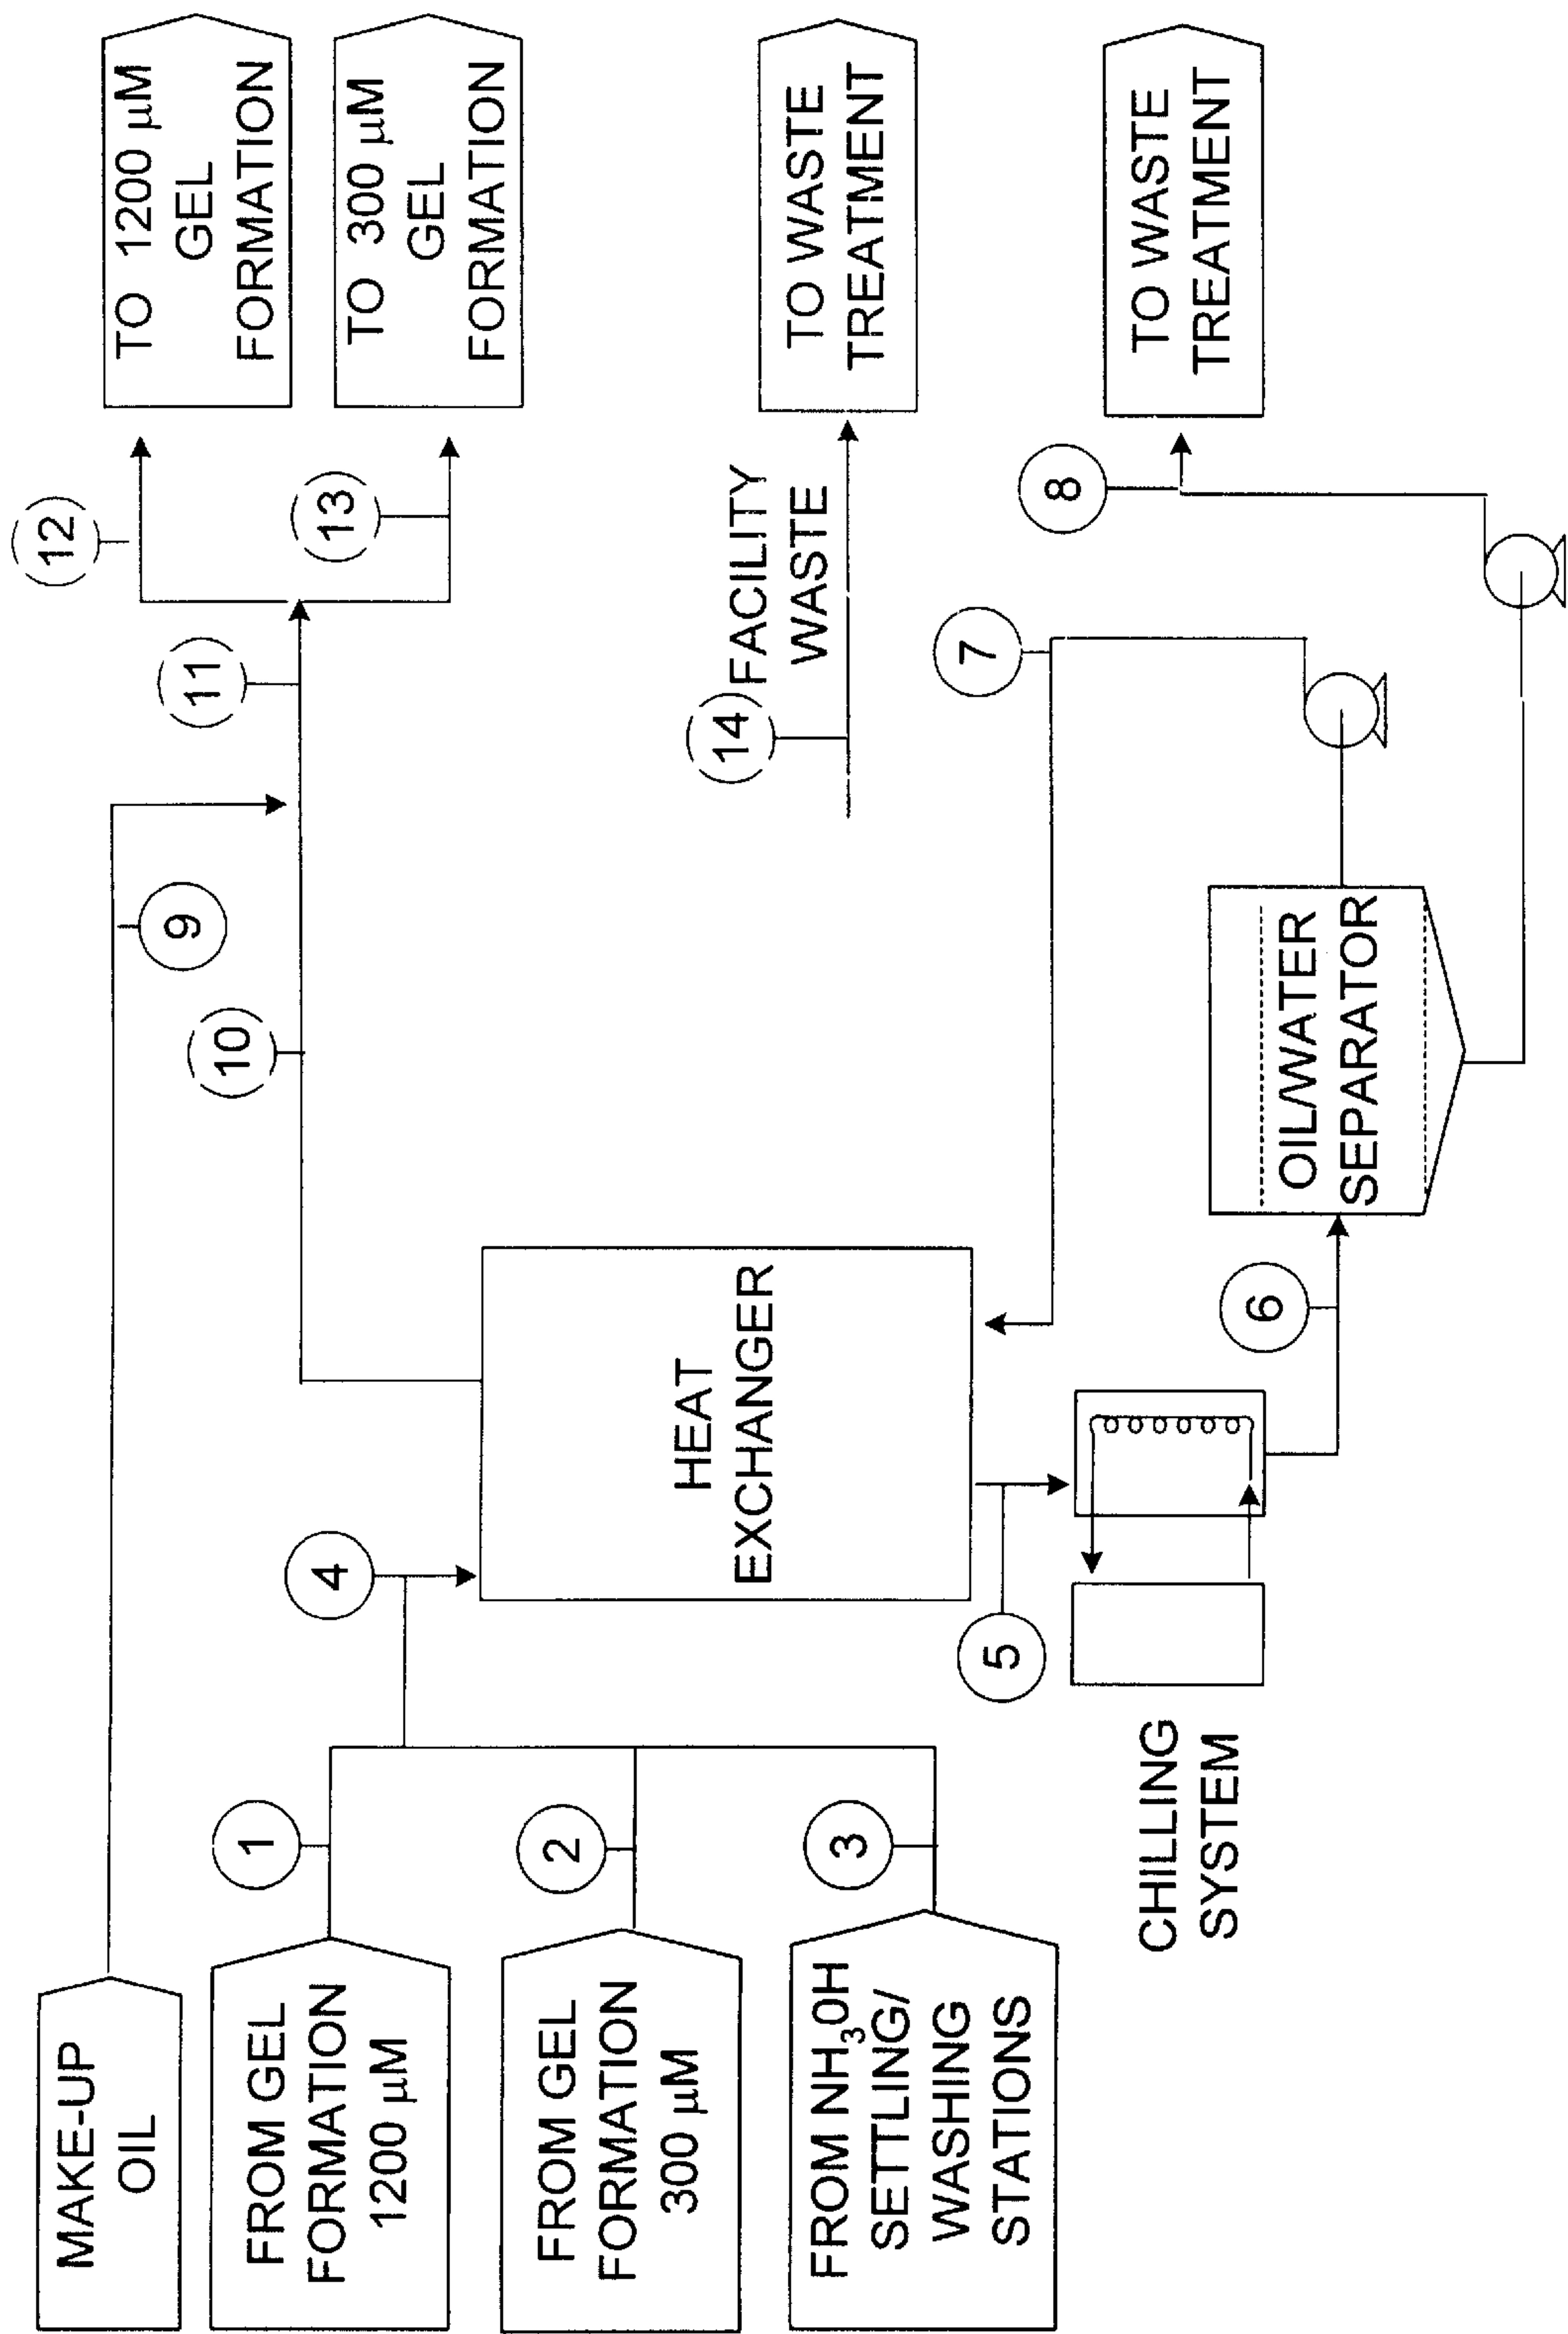 MAKE-UP
OIL
FROM GEL
FORMATION
1200 μM
FROM GEL
FORMATION
300 μM
FROM NH₃0H
SETTLING/
WASHING
STATIONS
1
2
3
4
5
CHILLING
SYSTEM
HEAT
EXCHANGER
6
OIL/WATER
SEPARATOR
7
8
9
10
11
12
13
14
FACILITY
WASTE
TO 1200 μM
GEL
FORMATION
TO 300 μM
GEL
FORMATION
TO WASTE
TREATMENT
TO WASTE
TREATMENT